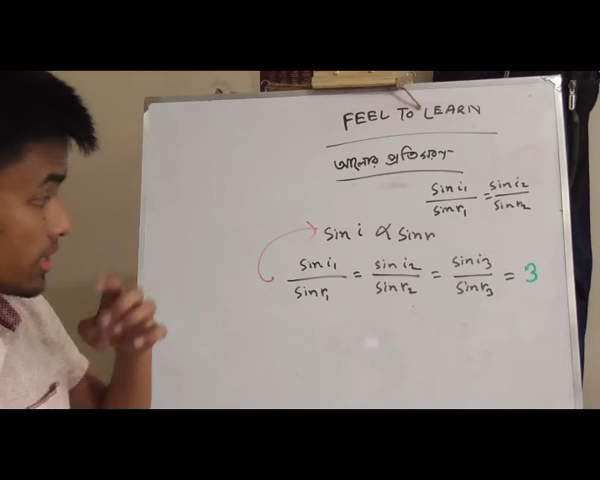 FEEL TO LEARN
আলোর প্রতিসরণ
sin i₁ / sin r₁ = sin i₂ / sin r₂
sin i ∝ sin r
sin i₁ / sin r₁ = sin i₂ / sin r₂ = sin i₃ / sin r₃ = 3